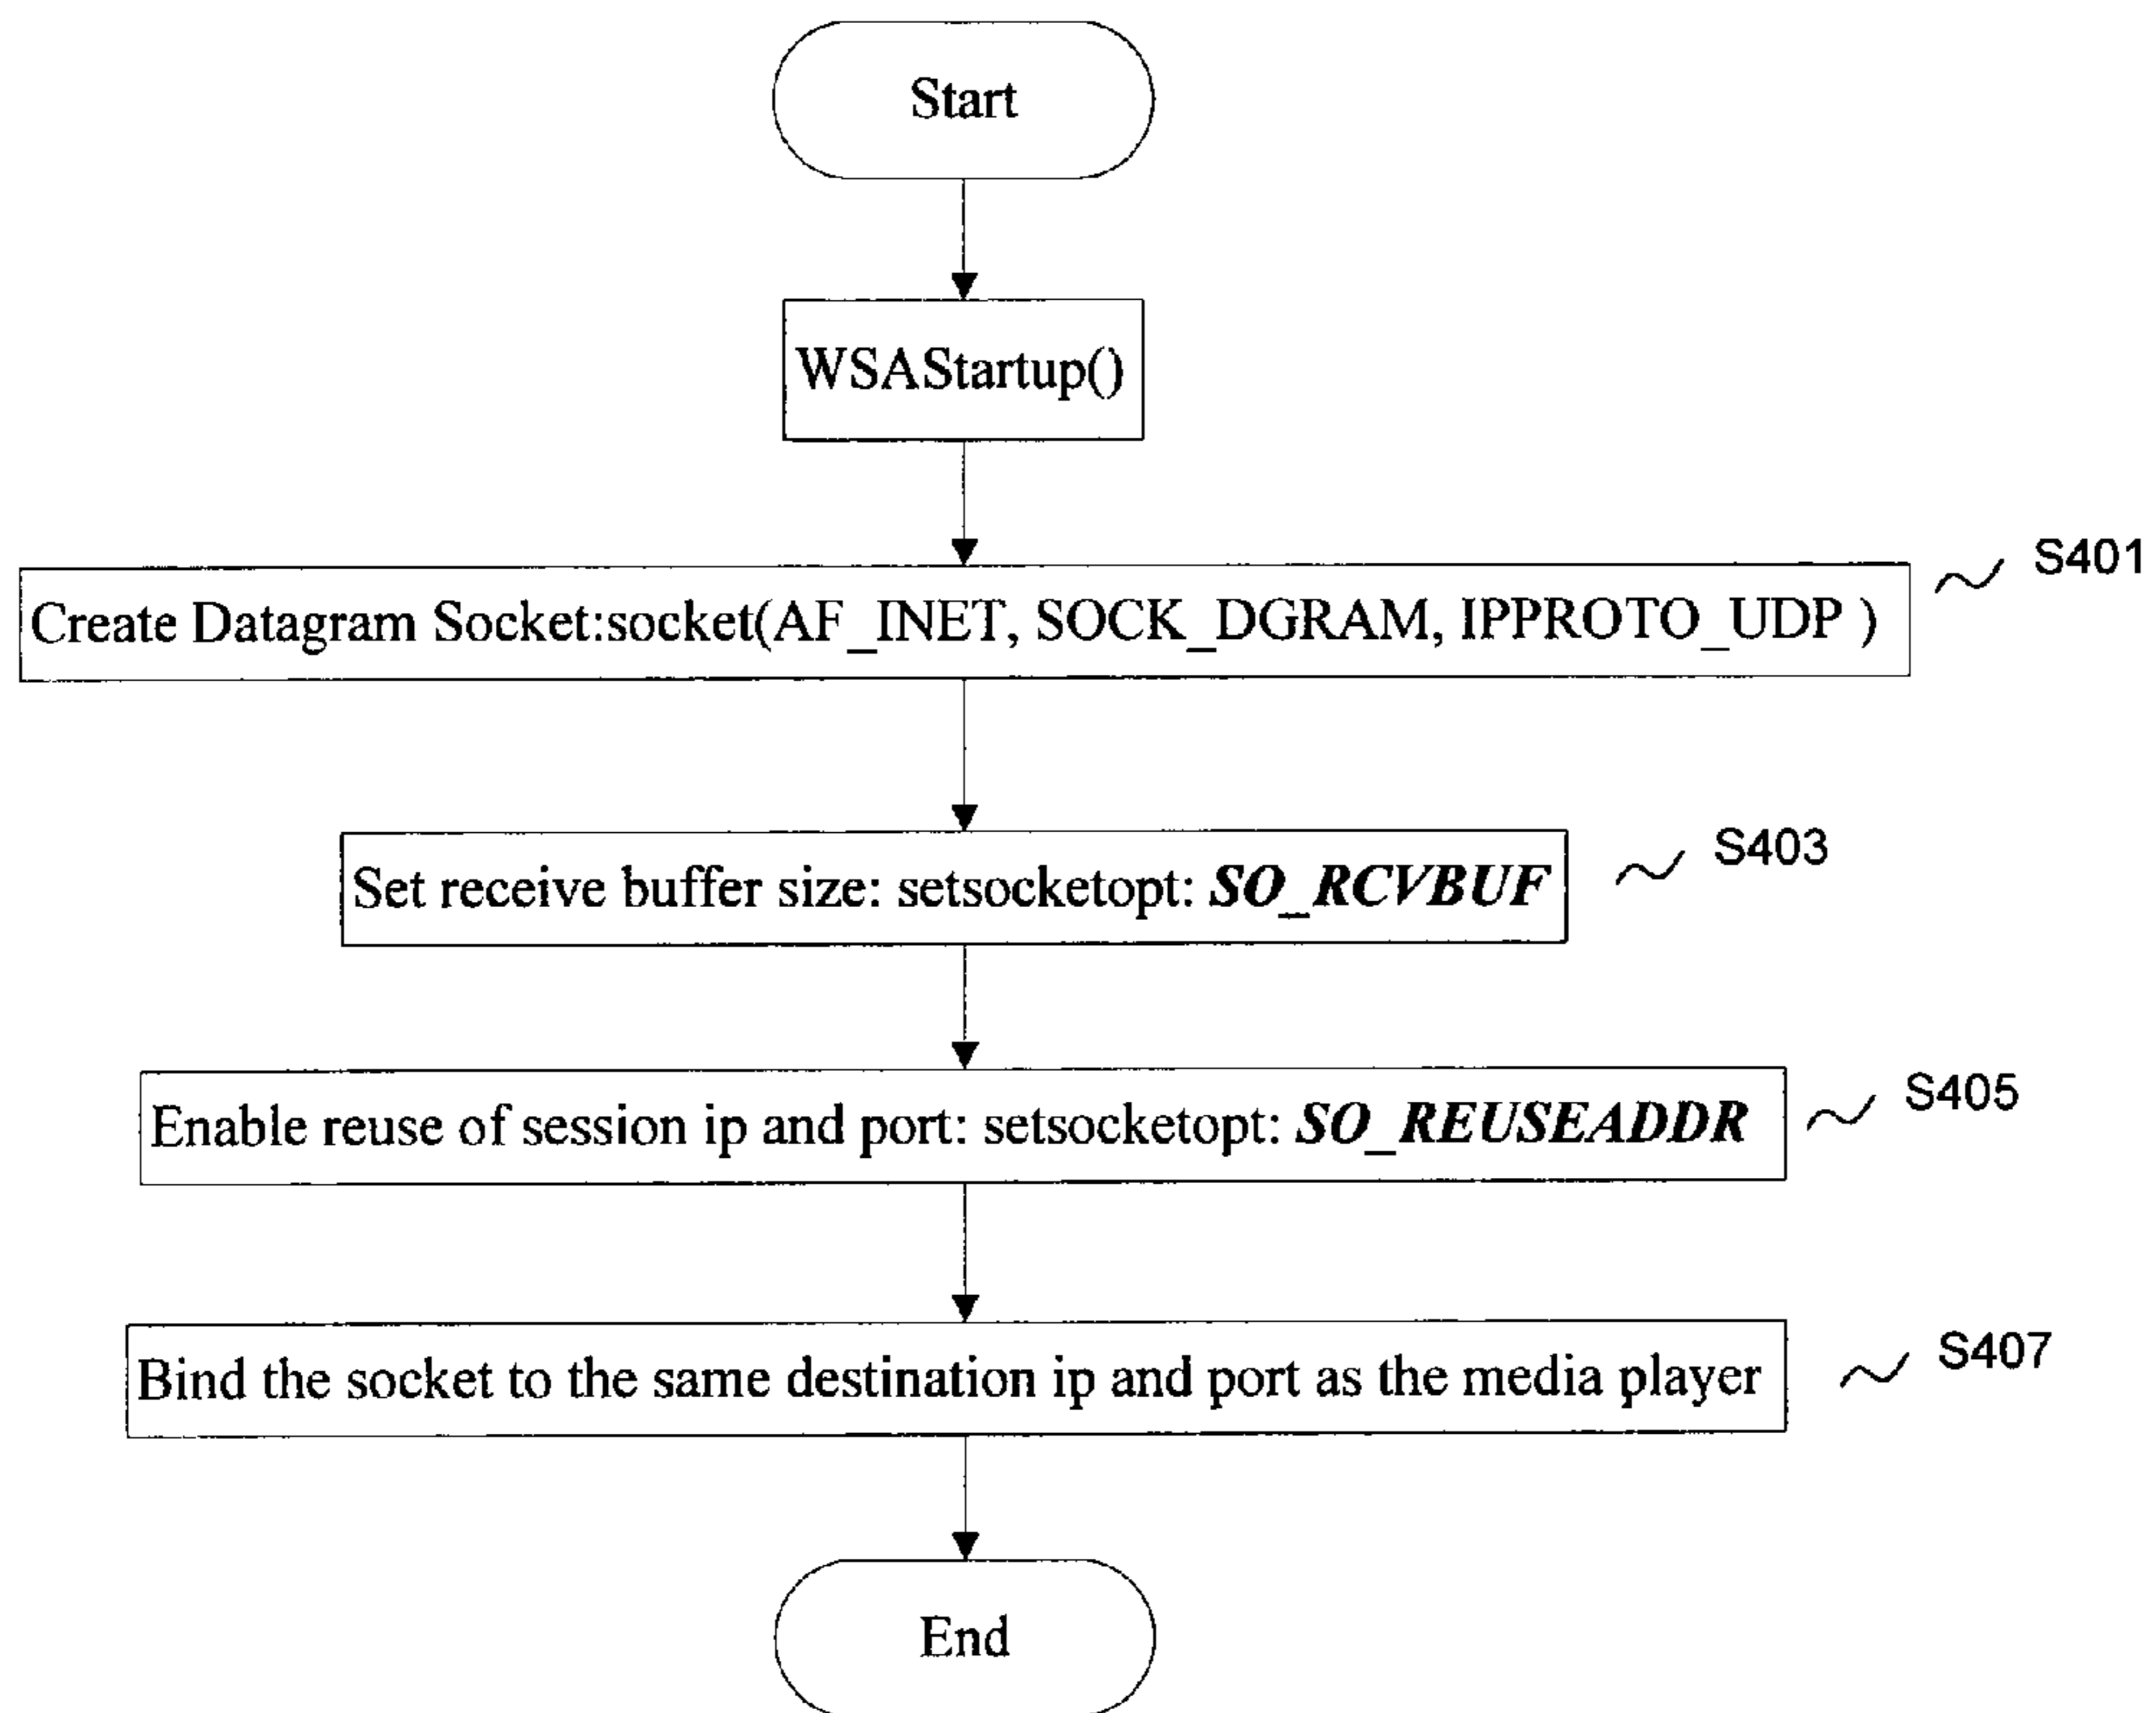 Start
WSAStartup()
S401
Create Datagram Socket:socket(AF_INET, SOCK_DGRAM, IPPROTO_UDP )
S403
Set receive buffer size: setsocketopt: SO_RCVBUF
S405
Enable reuse of session ip and port: setsocketopt: SO_REUSEADDR
S407
Bind the socket to the same destination ip and port as the media player
End